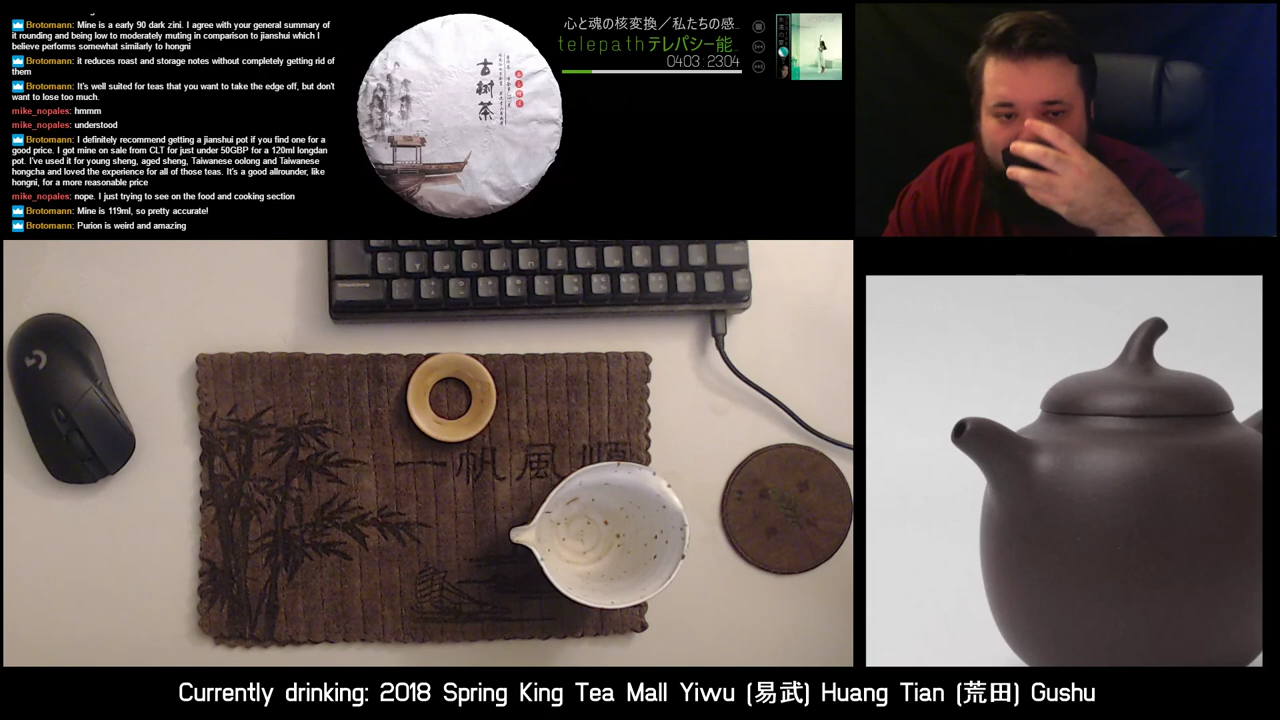 Brotomann: Mine is a early 90 dark zini. I agree with your general summary of
it rounding and being low to moderately muting in comparison to jianshui which I
believe performs somewhat similarly to hongni
Brotomann: it reduces roast and storage notes without completely getting rid of
them
Brotomann: It's well suited for teas that you want to take the edge off, but don't
want to lose too much.
mike_nopales: hmmm
mike_nopales: understood
Brotomann: I definitely recommend getting a jianshui pot if you find one for a
good price. I got mine on sale from CLT for just under 50GBP for a 120ml longdan
pot. I've used it for young sheng, aged sheng, Taiwanese oolong and Taiwanese
hongcha and loved the experience for all of those teas. It's a good allrounder, like
hongni, for a more reasonable price
mike_nopales: nope. I just trying to see on the food and cooking section
Brotomann: Mine is 119ml, so pretty accurate!
Brotomann: Purion is weird and amazing
古树茶
心と魂の核変換／私たちの感...
telepathテレパシー能...
04:03 23:04
一帆風順
Currently drinking: 2018 Spring King Tea Mall Yiwu (易武) Huang Tian (荒田) Gushu